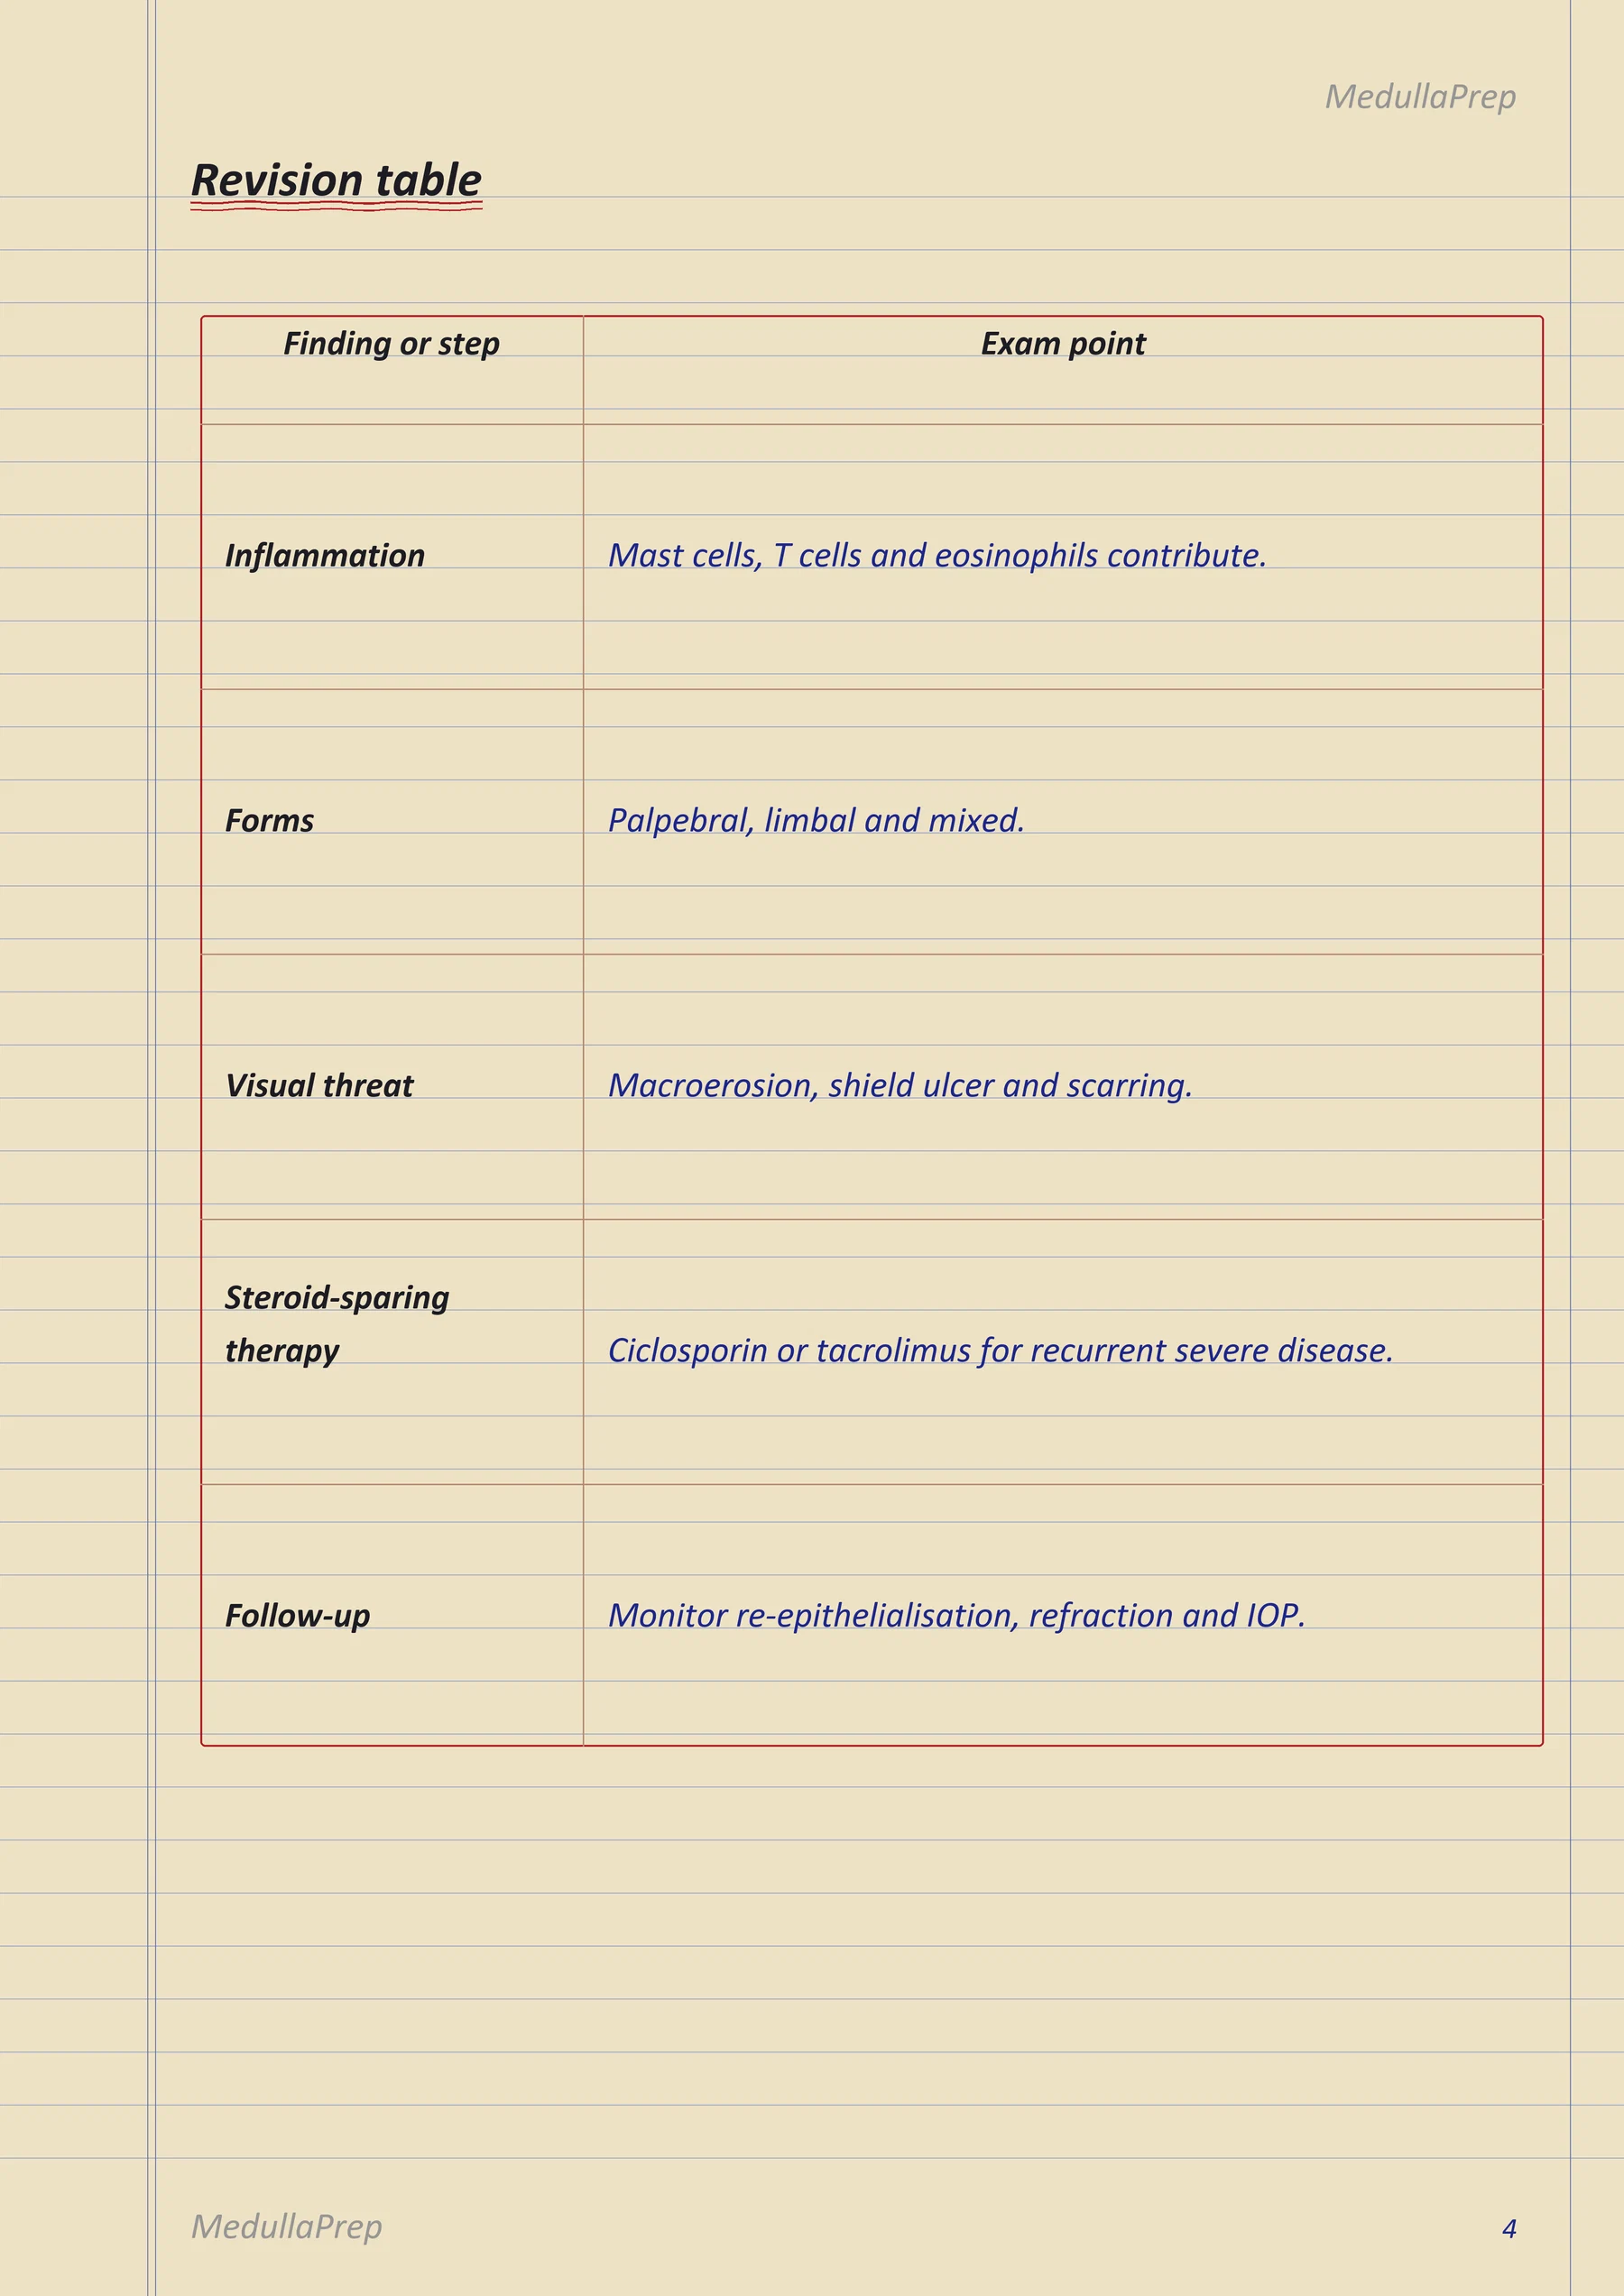 MedullaPrep
Revision table
Finding or step
Exam point
Inflammation
Mast cells, T cells and eosinophils contribute.
Forms
Palpebral, limbal and mixed.
Visual threat
Macroerosion, shield ulcer and scarring.
Steroid-sparing
therapy
Ciclosporin or tacrolimus for recurrent severe disease.
Follow-up
Monitor re-epithelialisation, refraction and IOP.
MedullaPrep
4